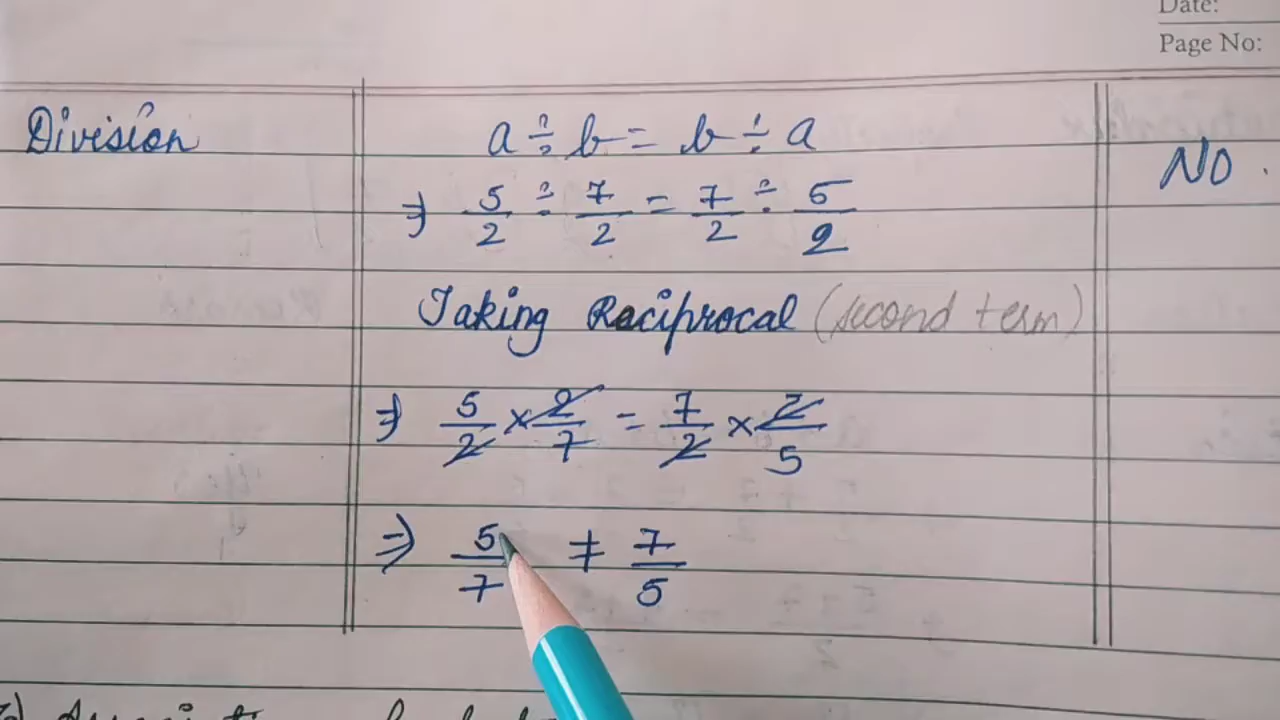 Date:
Page No:
Division a ÷ b = b ÷ a No.
⇒ 5/2 ÷ 7/2 = 7/2 ÷ 5/2
Taking Reciprocal (second term)
⇒ 5/2 × 2/7 = 7/2 × 2/5
⇒ 5/7 ≠ 7/5